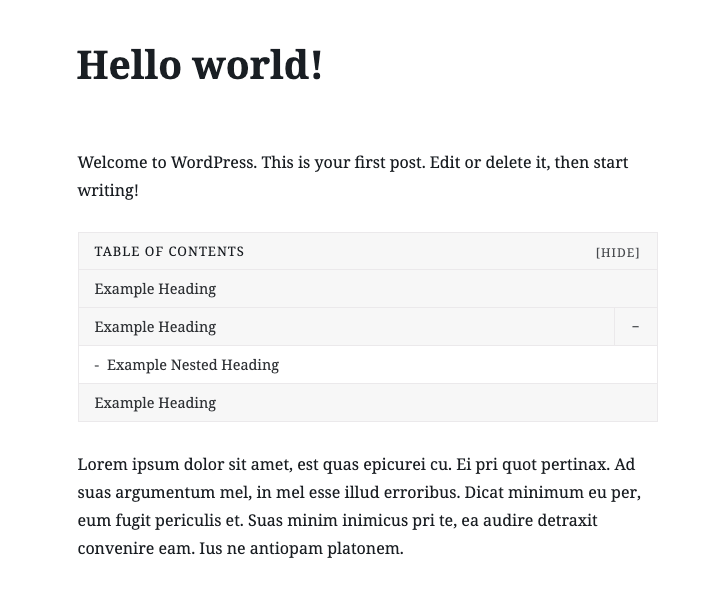 Hello world!
Welcome to WordPress. This is your first post. Edit or delete it, then start
writing!
TABLE OF CONTENTS [HIDE]
Example Heading
Example Heading –
- Example Nested Heading
Example Heading
Lorem ipsum dolor sit amet, est quas epicurei cu. Ei pri quot pertinax. Ad
suas argumentum mel, in mel esse illud erroribus. Dicat minimum eu per,
eum fugit periculis et. Suas minim inimicus pri te, ea audire detraxit
convenire eam. Ius ne antiopam platonem.